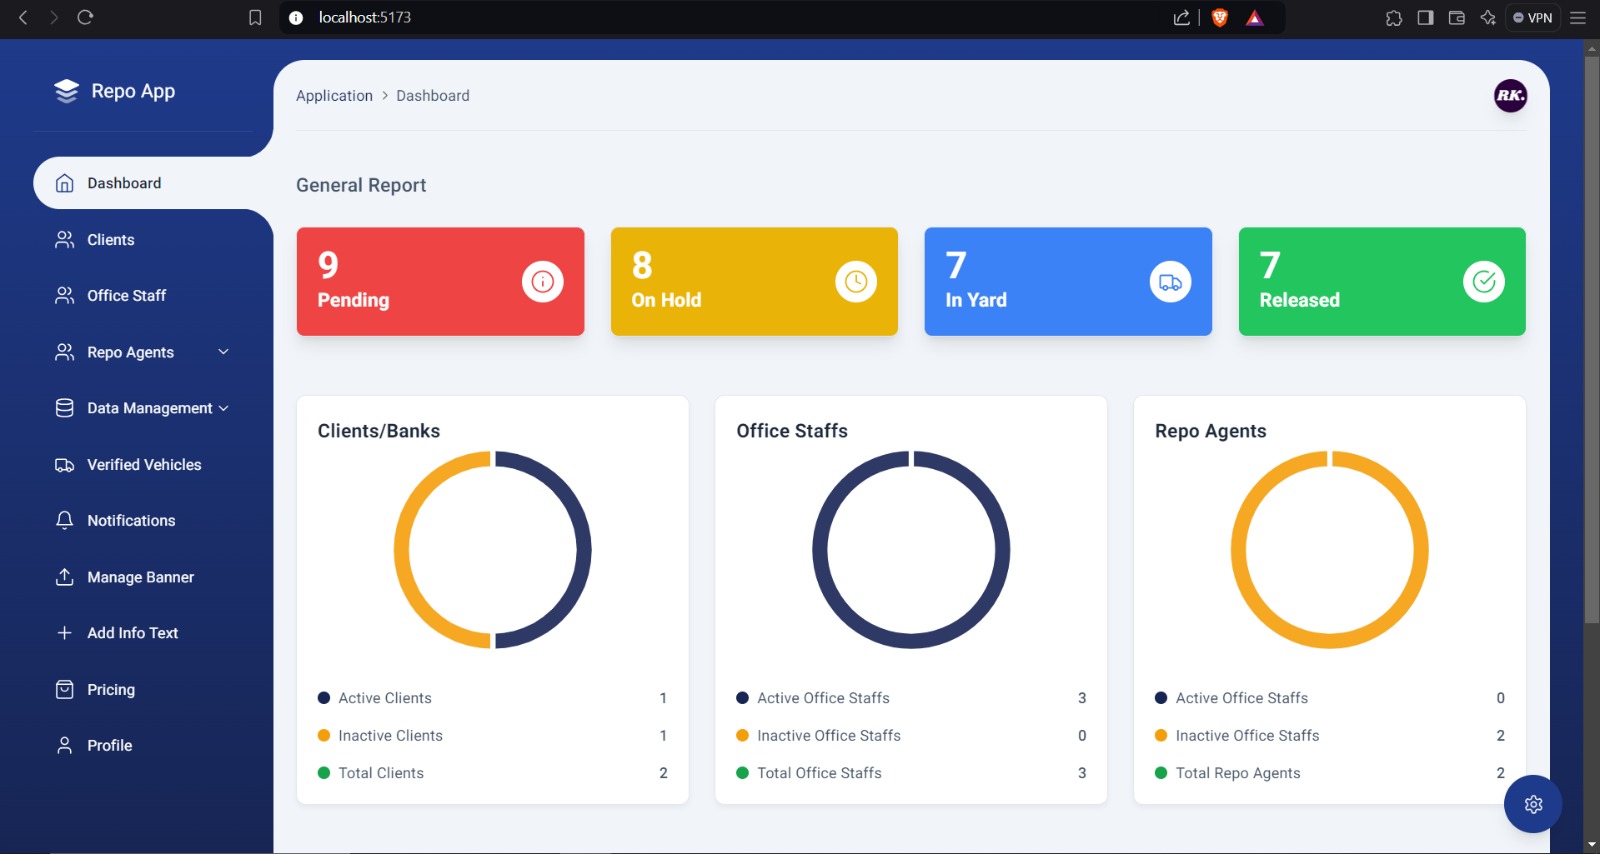 localhost:5173
VPN
Repo App
Application > Dashboard
RK.
Dashboard
Clients
Office Staff
Repo Agents
Data Management
Verified Vehicles
Notifications
Manage Banner
Add Info Text
Pricing
Profile
General Report
9
Pending
8
On Hold
7
In Yard
7
Released
Clients/Banks
Active Clients 1
Inactive Clients 1
Total Clients 2
Office Staffs
Active Office Staffs 3
Inactive Office Staffs 0
Total Office Staffs 3
Repo Agents
Active Office Staffs 0
Inactive Office Staffs 2
Total Repo Agents 2